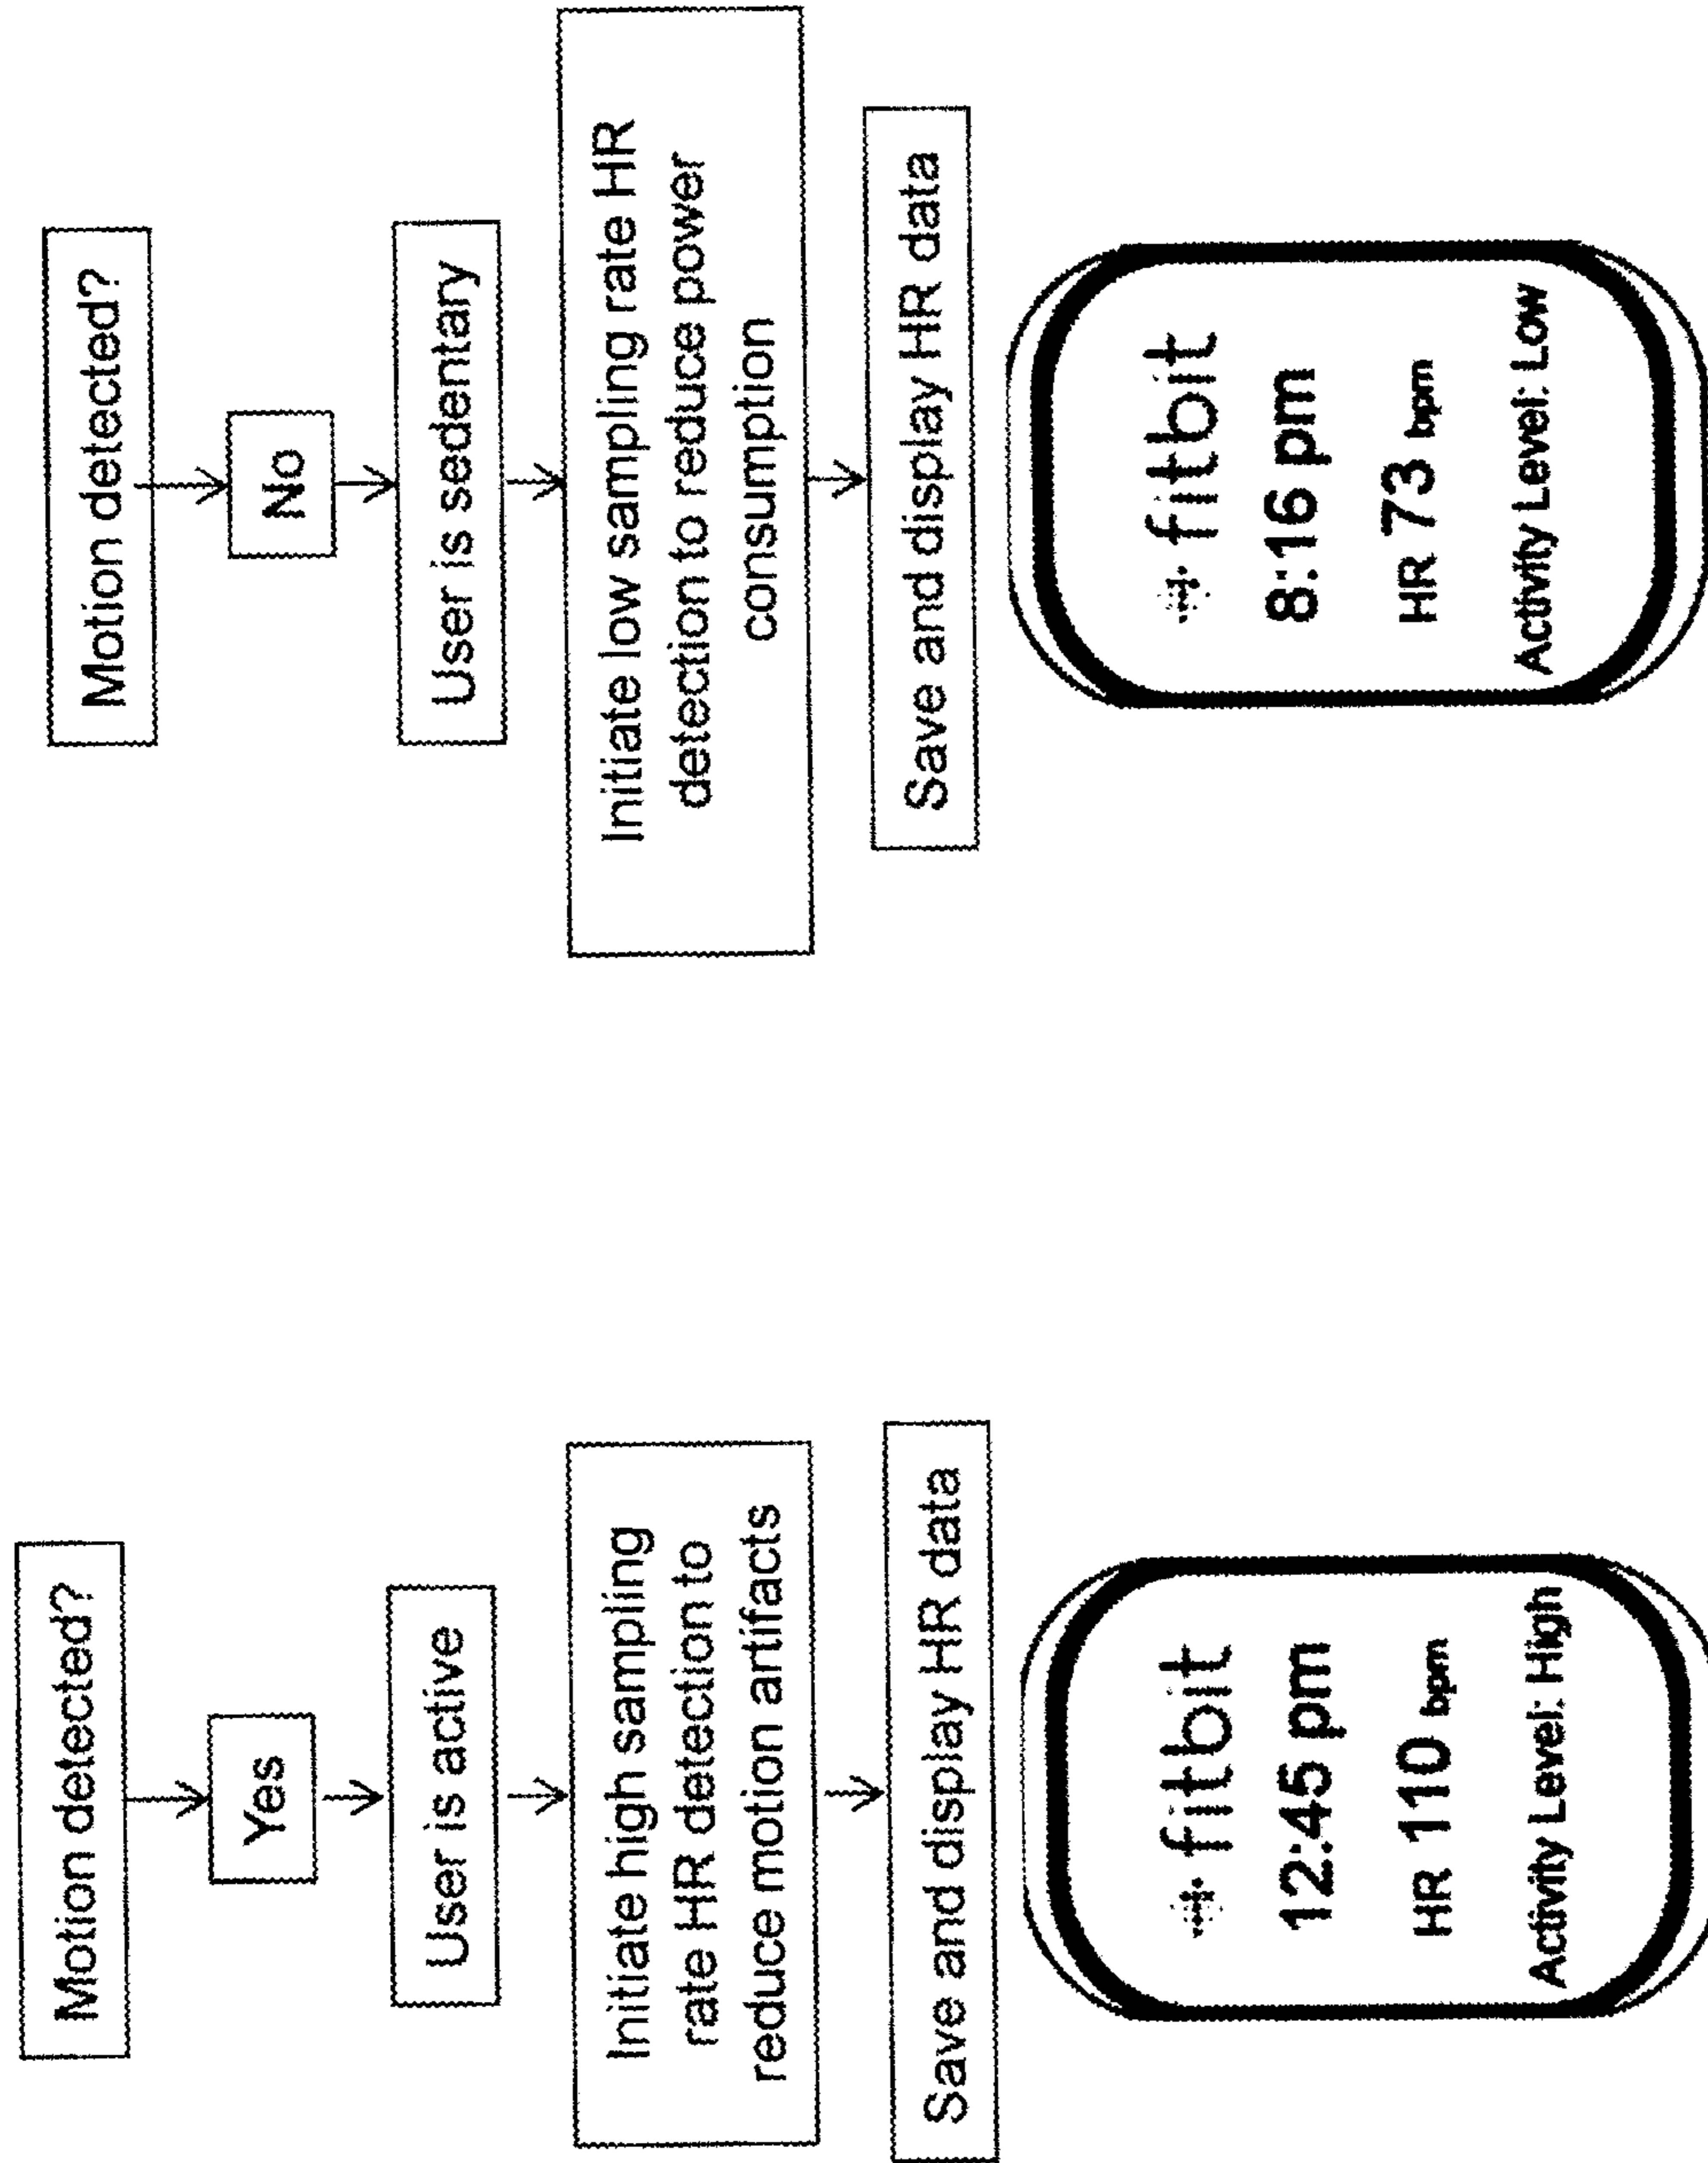 Motion detected?
Yes
User is active
Initiate high sampling
rate HR detection to
reduce motion artifacts
Save and display HR data
fitbit
12:45 pm
HR 110 bpm
Activity Level: High
Motion detected?
No
User is sedentary
Initiate low sampling rate HR
detection to reduce power
consumption
Save and display HR data
fitbit
8:16 pm
HR 73 bpm
Activity Level: Low